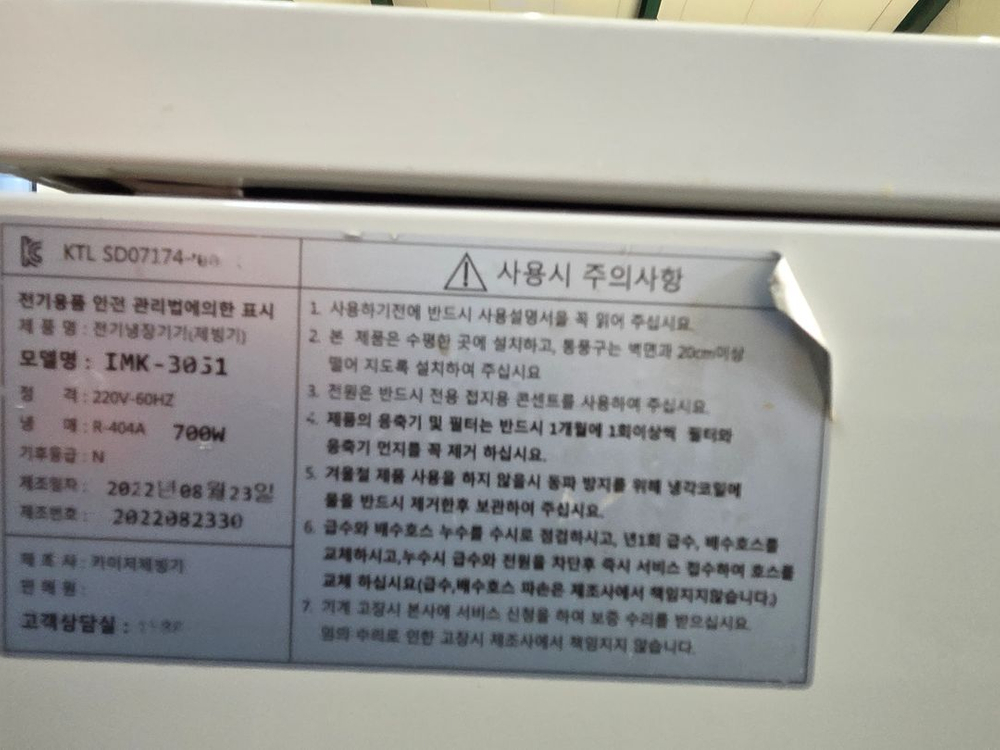 KTL SD07174-
전기용품 안전 관리법에의한 표시
제 품 명 : 전기냉장기기(제빙기)
모델명 : IMK-3051
정 격 : 220V-60HZ
냉 매 : R-404A 700W
기후등급 : N
제조일자 : 2022년08월23일
제조번호 : 2022082330
제 조 사 : 카이저제빙기
판 매 원 :
고객상담실 :
사용시 주의사항
1. 사용하기전에 반드시 사용설명서을 꼭 읽어 주십시요.
2. 본 제품은 수평한 곳에 설치하고, 통풍구는 벽면과 20cm이상
떨어 지도록 설치하여 주십시요
3. 전원은 반드시 전용 접지용 콘센트를 사용하여 주십시요.
4. 제품의 응축기 및 필터는 반드시 1개월에 1회이상씩 필터와
응축기 먼지를 꼭 제거 하십시요.
5. 겨울철 제품 사용을 하지 않을시 동파 방지를 위해 냉각코일에
물을 반드시 제거한후 보관하여 주십시요.
6. 급수와 배수호스 누수를 수시로 점검하시고, 년1회 급수, 배수호스를
교체하시고,누수시 급수와 전원을 차단후 즉시 서비스 접수하여 호스를
교체 하십시요(급수,배수호스 파손은 제조사에서 책임지지않습니다.)
7. 기계 고장시 본사에 서비스 신청을 하여 보증 수리를 받으십시요.
임의 수리로 인한 고장시 제조사에서 책임지지 않습니다.